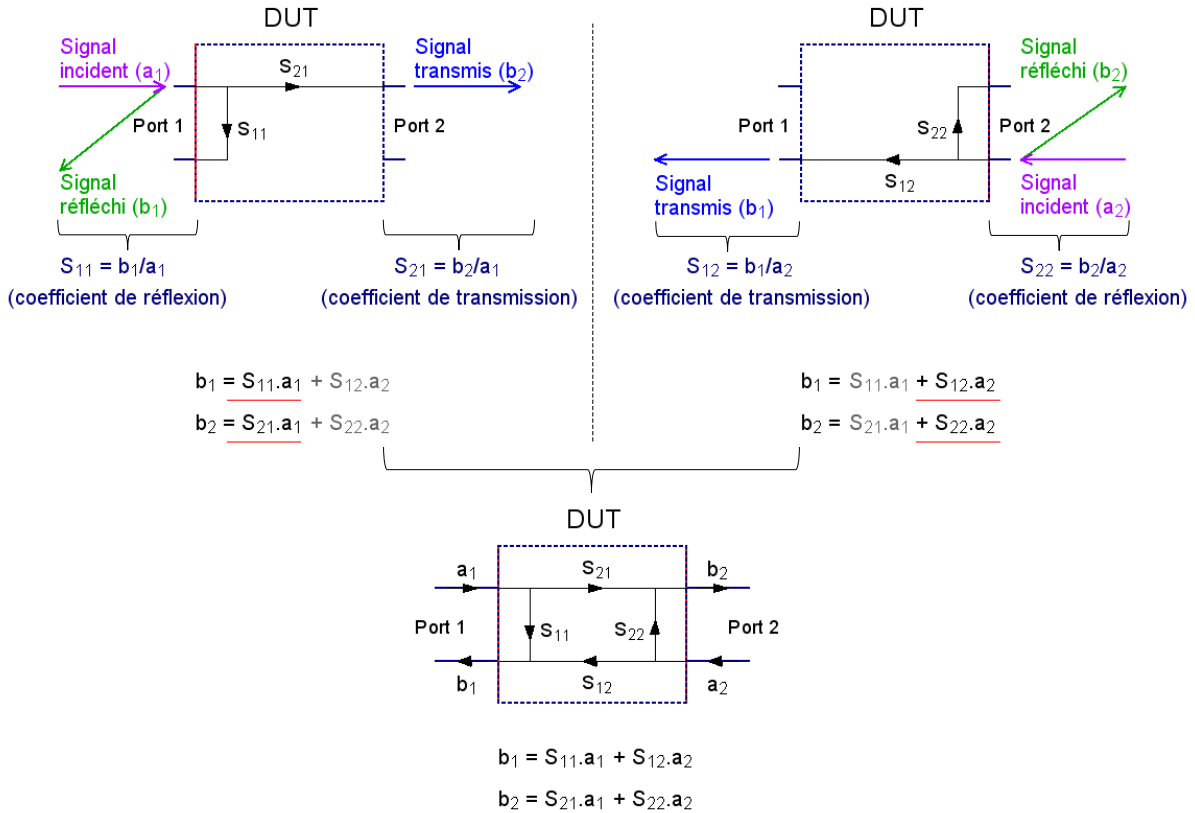 DUT
Signal
incident (a₁)
S₂₁
Signal
transmis (b₂)
Port 1
S₁₁
Port 2
Signal
réfléchi (b₁)
S₁₁ = b₁/a₁
(coefficient de réflexion)
S₂₁ = b₂/a₁
(coefficient de transmission)
b₁ = S₁₁.a₁ + S₁₂.a₂
b₂ = S₂₁.a₁ + S₂₂.a₂
DUT
Signal
réfléchi (b₂)
Port 1
S₂₂
Port 2
S₁₂
Signal
transmis (b₁)
Signal
incident (a₂)
S₁₂ = b₁/a₂
(coefficient de transmission)
S₂₂ = b₂/a₂
(coefficient de réflexion)
b₁ = S₁₁.a₁ + S₁₂.a₂
b₂ = S₂₁.a₁ + S₂₂.a₂
DUT
a₁
S₂₁
b₂
Port 1
S₁₁
S₂₂
Port 2
b₁
S₁₂
a₂
b₁ = S₁₁.a₁ + S₁₂.a₂
b₂ = S₂₁.a₁ + S₂₂.a₂